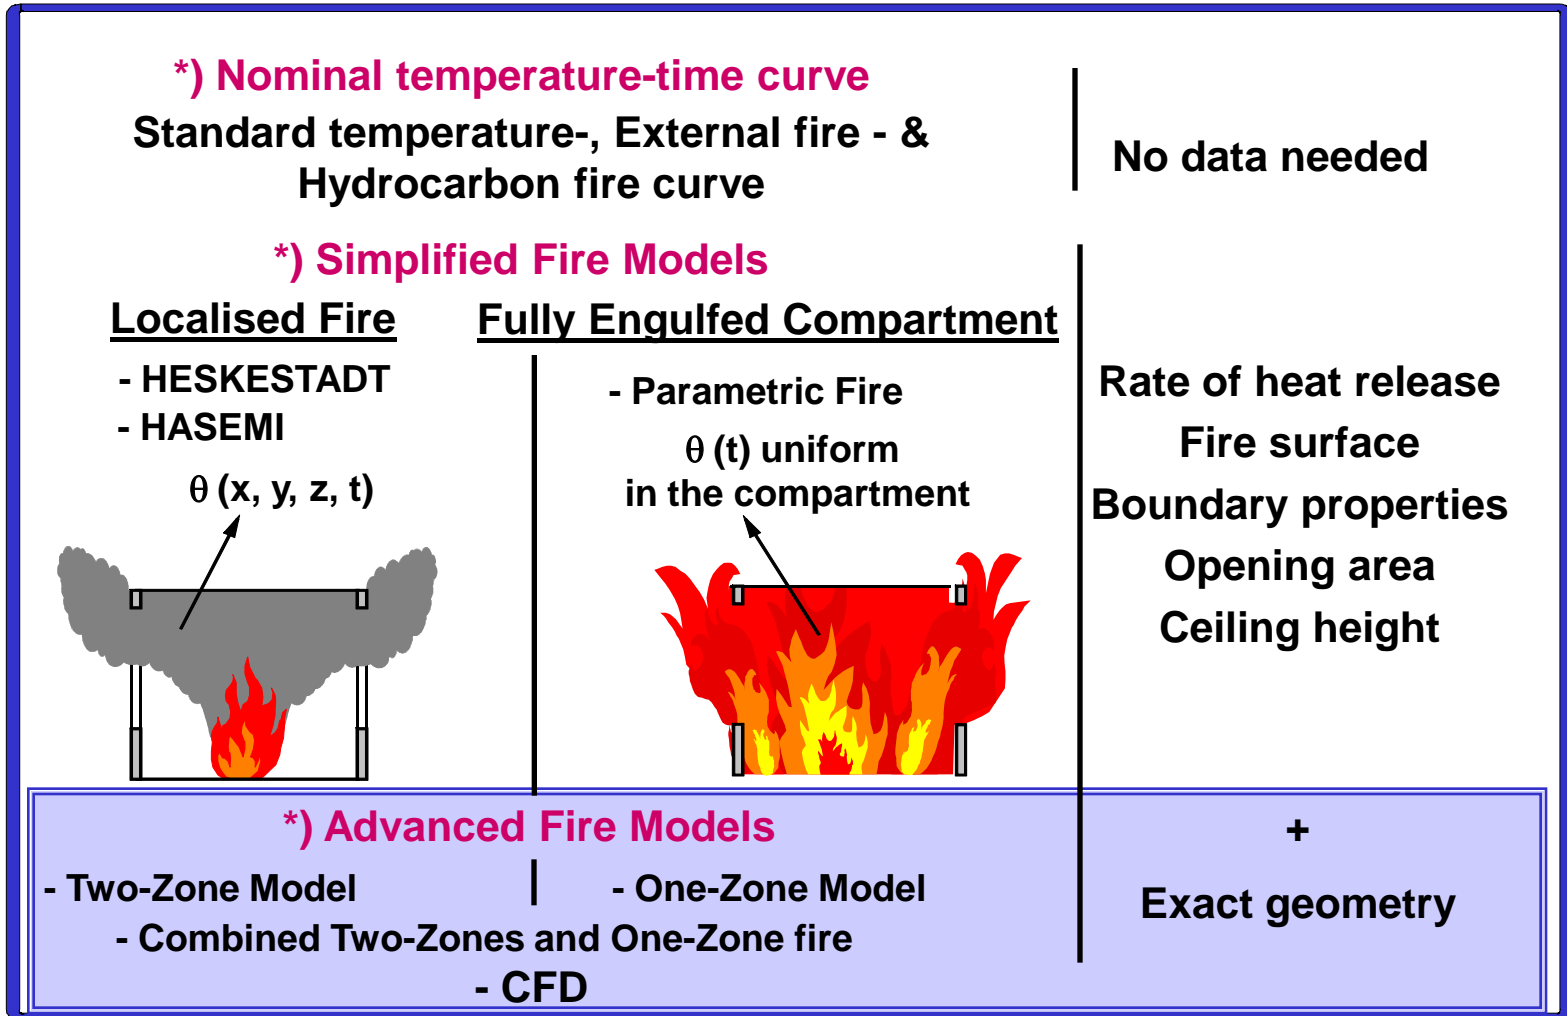 *) Nominal temperature-time curve
Standard temperature-, External fire - &
Hydrocarbon fire curve
No data needed
*) Simplified Fire Models
Localised Fire
- HESKESTADT
- HASEMI
θ (x, y, z, t)
Fully Engulfed Compartment
- Parametric Fire
θ (t) uniform
in the compartment
Rate of heat release
Fire surface
Boundary properties
Opening area
Ceiling height
*) Advanced Fire Models
- Two-Zone Model
- One-Zone Model
- Combined Two-Zones and One-Zone fire
- CFD
+
Exact geometry